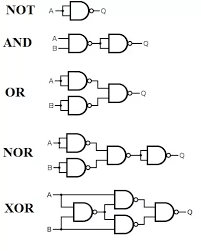 NOT A Q
AND A B Q
OR A B Q
NOR A B Q
XOR A B Q